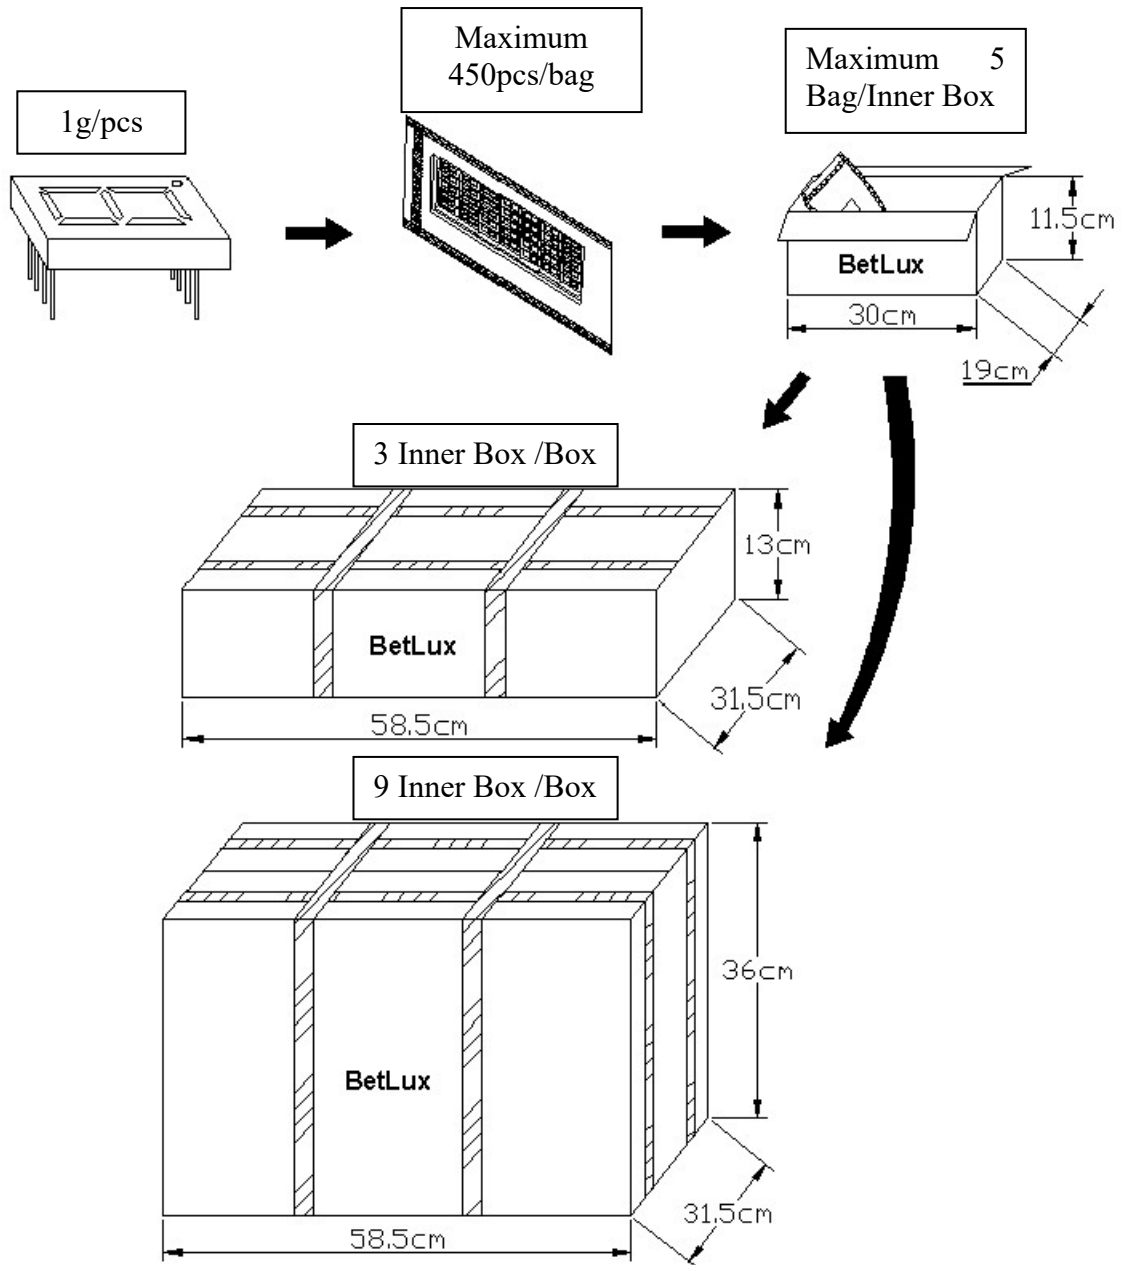 Maximum
450pcs/bag
Maximum 5
Bag/Inner Box
1g/pcs
11.5cm
BetLux
30cm
19cm
3 Inner Box /Box
13cm
BetLux
31.5cm
58.5cm
9 Inner Box /Box
36cm
BetLux
31.5cm
58.5cm